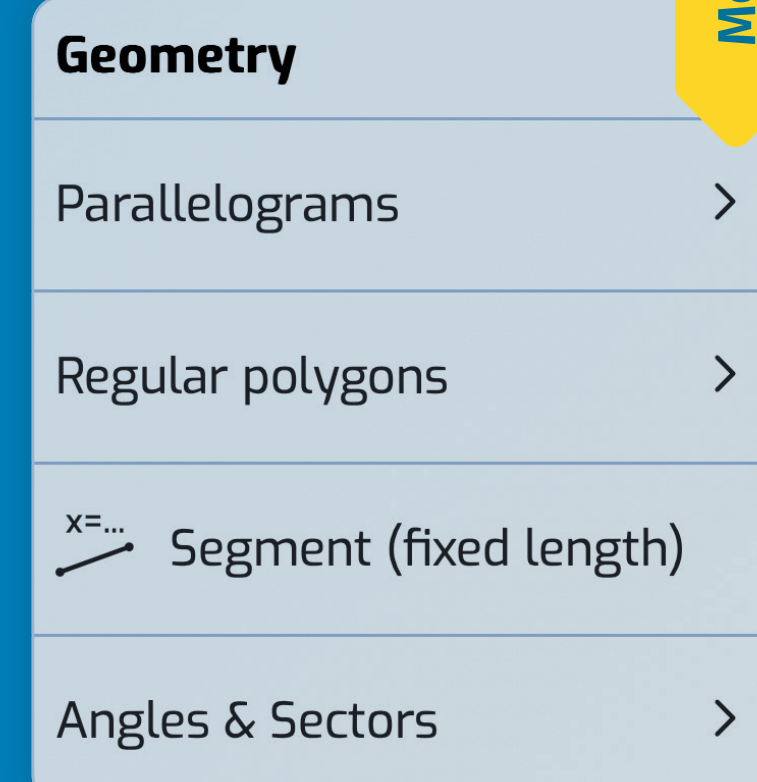 Geometry
Parallelograms
Regular polygons
x=...
Segment (fixed length)
Angles & Sectors